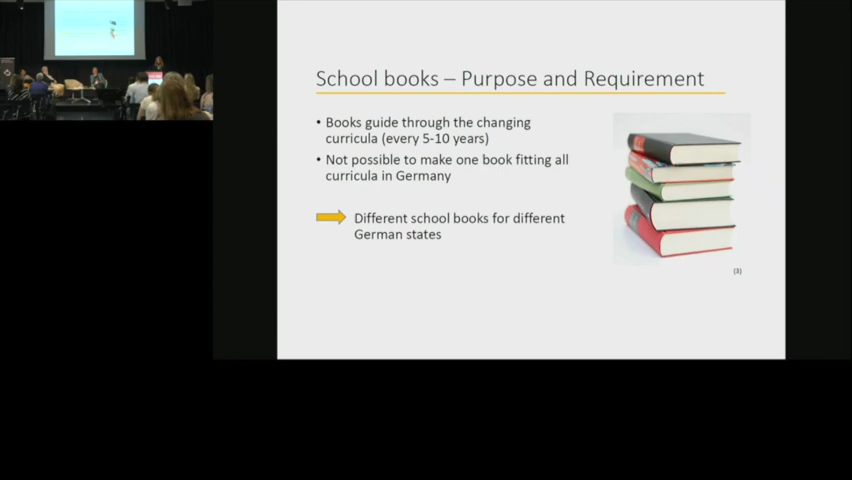 School books – Purpose and Requirement
• Books guide through the changing
curricula (every 5-10 years)
• Not possible to make one book fitting all
curricula in Germany
Different school books for different
German states
(3)